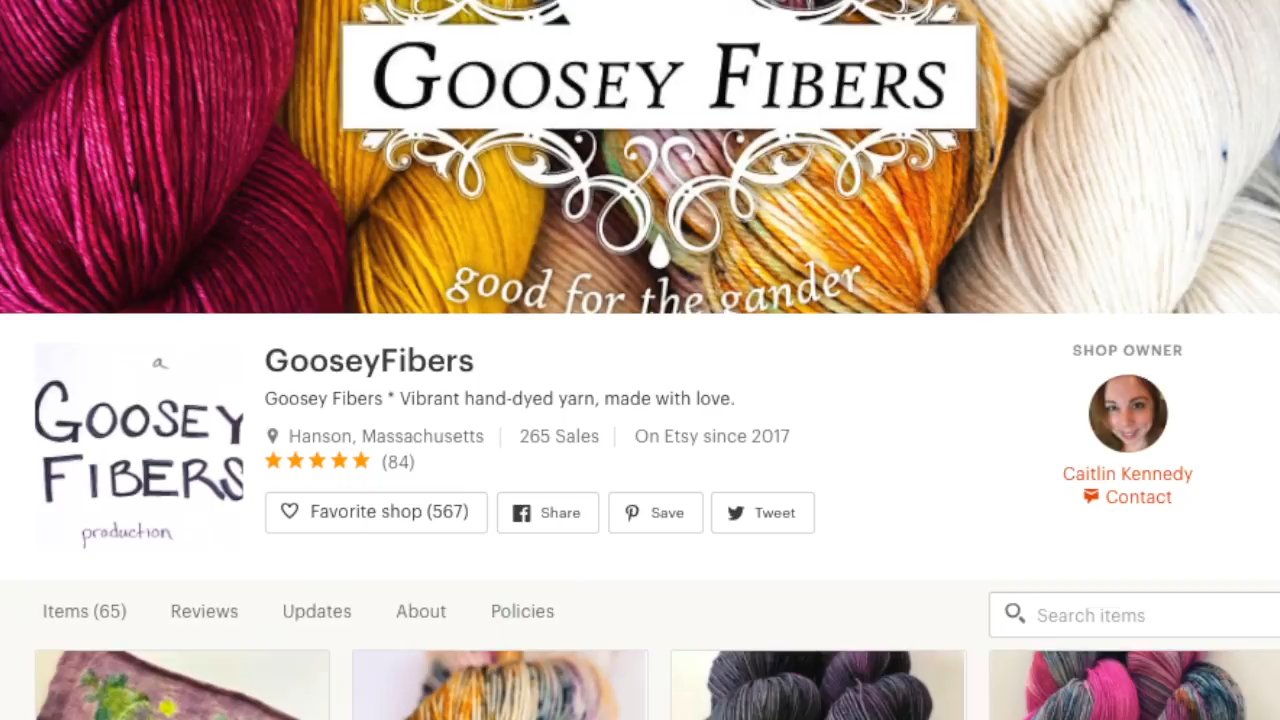 GOOSEY FIBERS
good for the gander
a
GOOSEY
FIBERS
production
GooseyFibers
Goosey Fibers * Vibrant hand-dyed yarn, made with love.
Hanson, Massachusetts | 265 Sales | On Etsy since 2017
(84)
Favorite shop (567) Share Save Tweet
SHOP OWNER
Caitlin Kennedy
Contact
Items (65) Reviews Updates About Policies Search items